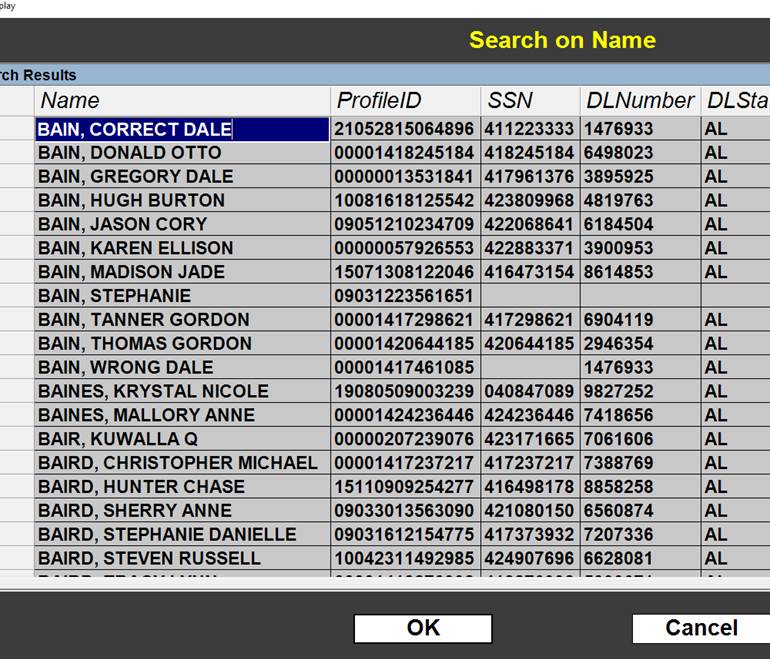 play
rch Results
Search on Name
Name ProfileID SSN DLNumber DLSta
BAIN, CORRECT DALE 21052815064896 411223333 1476933 AL
BAIN, DONALD OTTO 00001418245184 418245184 6498023 AL
BAIN, GREGORY DALE 00000013531841 417961376 3895925 AL
BAIN, HUGH BURTON 10081618125542 423809968 4819763 AL
BAIN, JASON CORY 09051210234709 422068641 6184504 AL
BAIN, KAREN ELLISON 00000057926553 422883371 3900953 AL
BAIN, MADISON JADE 15071308122046 416473154 8614853 AL
BAIN, STEPHANIE 09031223561651
BAIN, TANNER GORDON 00001417298621 417298621 6904119 AL
BAIN, THOMAS GORDON 00001420644185 420644185 2946354 AL
BAIN, WRONG DALE 00001417461085 1476933 AL
BAINES, KRYSTAL NICOLE 19080509003239 040847089 9827252 AL
BAINES, MALLORY ANNE 00001424236446 424236446 7418656 AL
BAIR, KUWALLA Q 00000207239076 423171665 7061606 AL
BAIRD, CHRISTOPHER MICHAEL 00001417237217 417237217 7388769 AL
BAIRD, HUNTER CHASE 15110909254277 416498178 8858258 AL
BAIRD, SHERRY ANNE 09033013563090 421080150 6560874 AL
BAIRD, STEPHANIE DANIELLE 09031612154775 417373932 7207336 AL
BAIRD, STEVEN RUSSELL 10042311492985 424907696 6628081 AL
OK Cancel